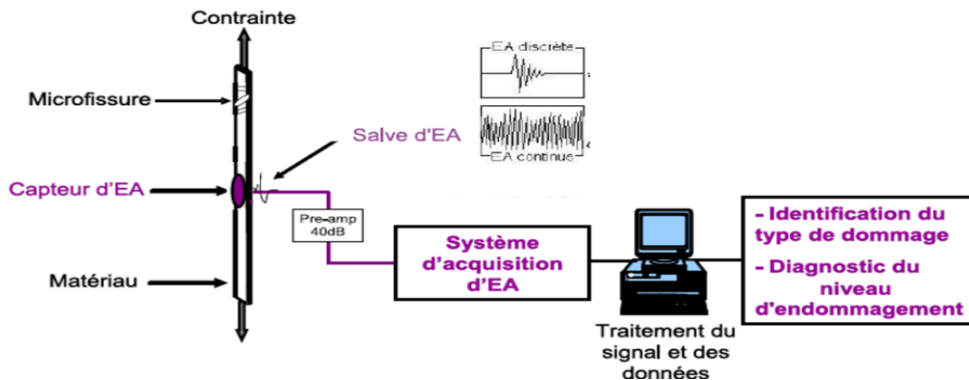 Contrainte
EA discrète
Microfissure
Salve d'EA
EA continue
Capteur d'EA
Pre-amp
40dB
Matériau
Système
d'acquisition
d'EA
Traitement du
signal et des
données
- Identification du
type de dommage
- Diagnostic du
niveau
d'endommagement